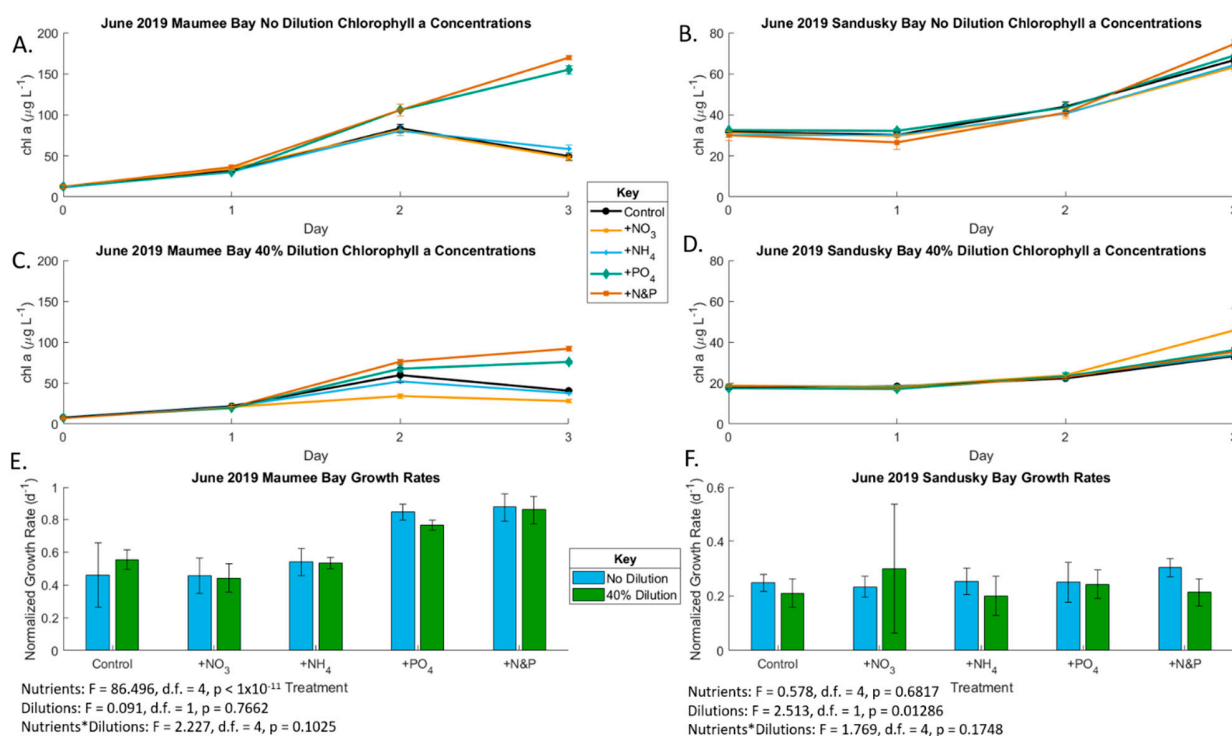 June 2019 Maumee Bay No Dilution Chlorophyll a Concentrations
A.
200
150
100
50
0
chl a (µg L⁻¹)
0 1 2 3
Day
June 2019 Sandusky Bay No Dilution Chlorophyll a Concentrations
B.
80
60
40
20
0
chl a (µg L⁻¹)
0 1 2 3
Day
Key
Control
+NO₃
+NH₄
+PO₄
+N&P
June 2019 Maumee Bay 40% Dilution Chlorophyll a Concentrations
C.
200
150
100
50
0
chl a (µg L⁻¹)
0 1 2 3
Day
June 2019 Sandusky Bay 40% Dilution Chlorophyll a Concentrations
D.
80
60
40
20
0
chl a (µg L⁻¹)
0 1 2 3
Day
E.
June 2019 Maumee Bay Growth Rates
1
0.8
0.6
0.4
0.2
0
Normalized Growth Rate (d⁻¹)
Control +NO₃ +NH₄ +PO₄ +N&P
Treatment
Key
No Dilution
40% Dilution
F.
June 2019 Sandusky Bay Growth Rates
0.6
0.4
0.2
0
Normalized Growth Rate (d⁻¹)
Control +NO₃ +NH₄ +PO₄ +N&P
Treatment
Nutrients: F = 86.496, d.f. = 4, p < 1x10⁻¹¹
Dilutions: F = 0.091, d.f. = 1, p = 0.7662
Nutrients*Dilutions: F = 2.227, d.f. = 4, p = 0.1025
Nutrients: F = 0.578, d.f. = 4, p = 0.6817
Dilutions: F = 2.513, d.f. = 1, p = 0.01286
Nutrients*Dilutions: F = 1.769, d.f. = 4, p = 0.1748